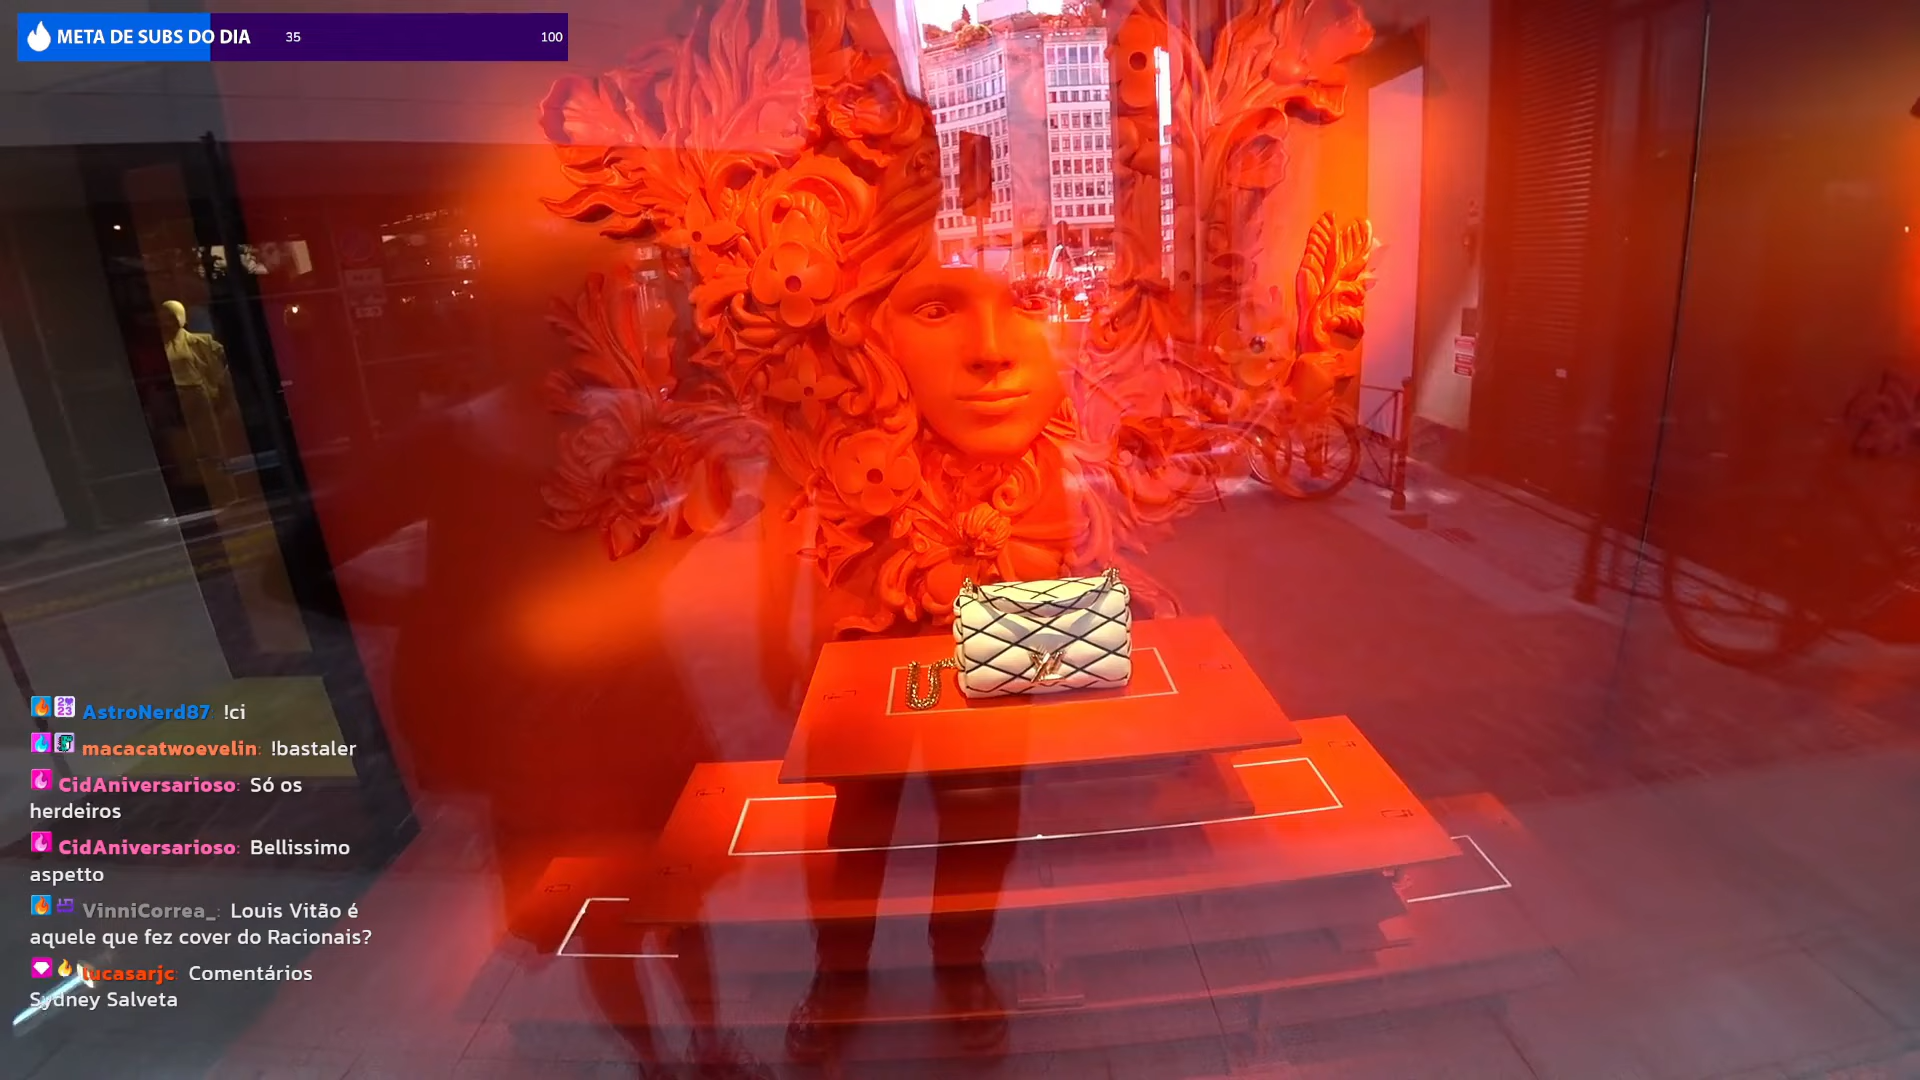 META DE SUBS DO DIA 35 100
AstroNerd87: !ci
macacatwoevelin: !bastaler
CidAniversarioso: Só os
herdeiros
CidAniversarioso: Bellissimo
aspetto
VinniCorrea_: Louis Vitão é
aquele que fez cover do Racionais?
lucasarjc: Comentários
Sydney Salveta